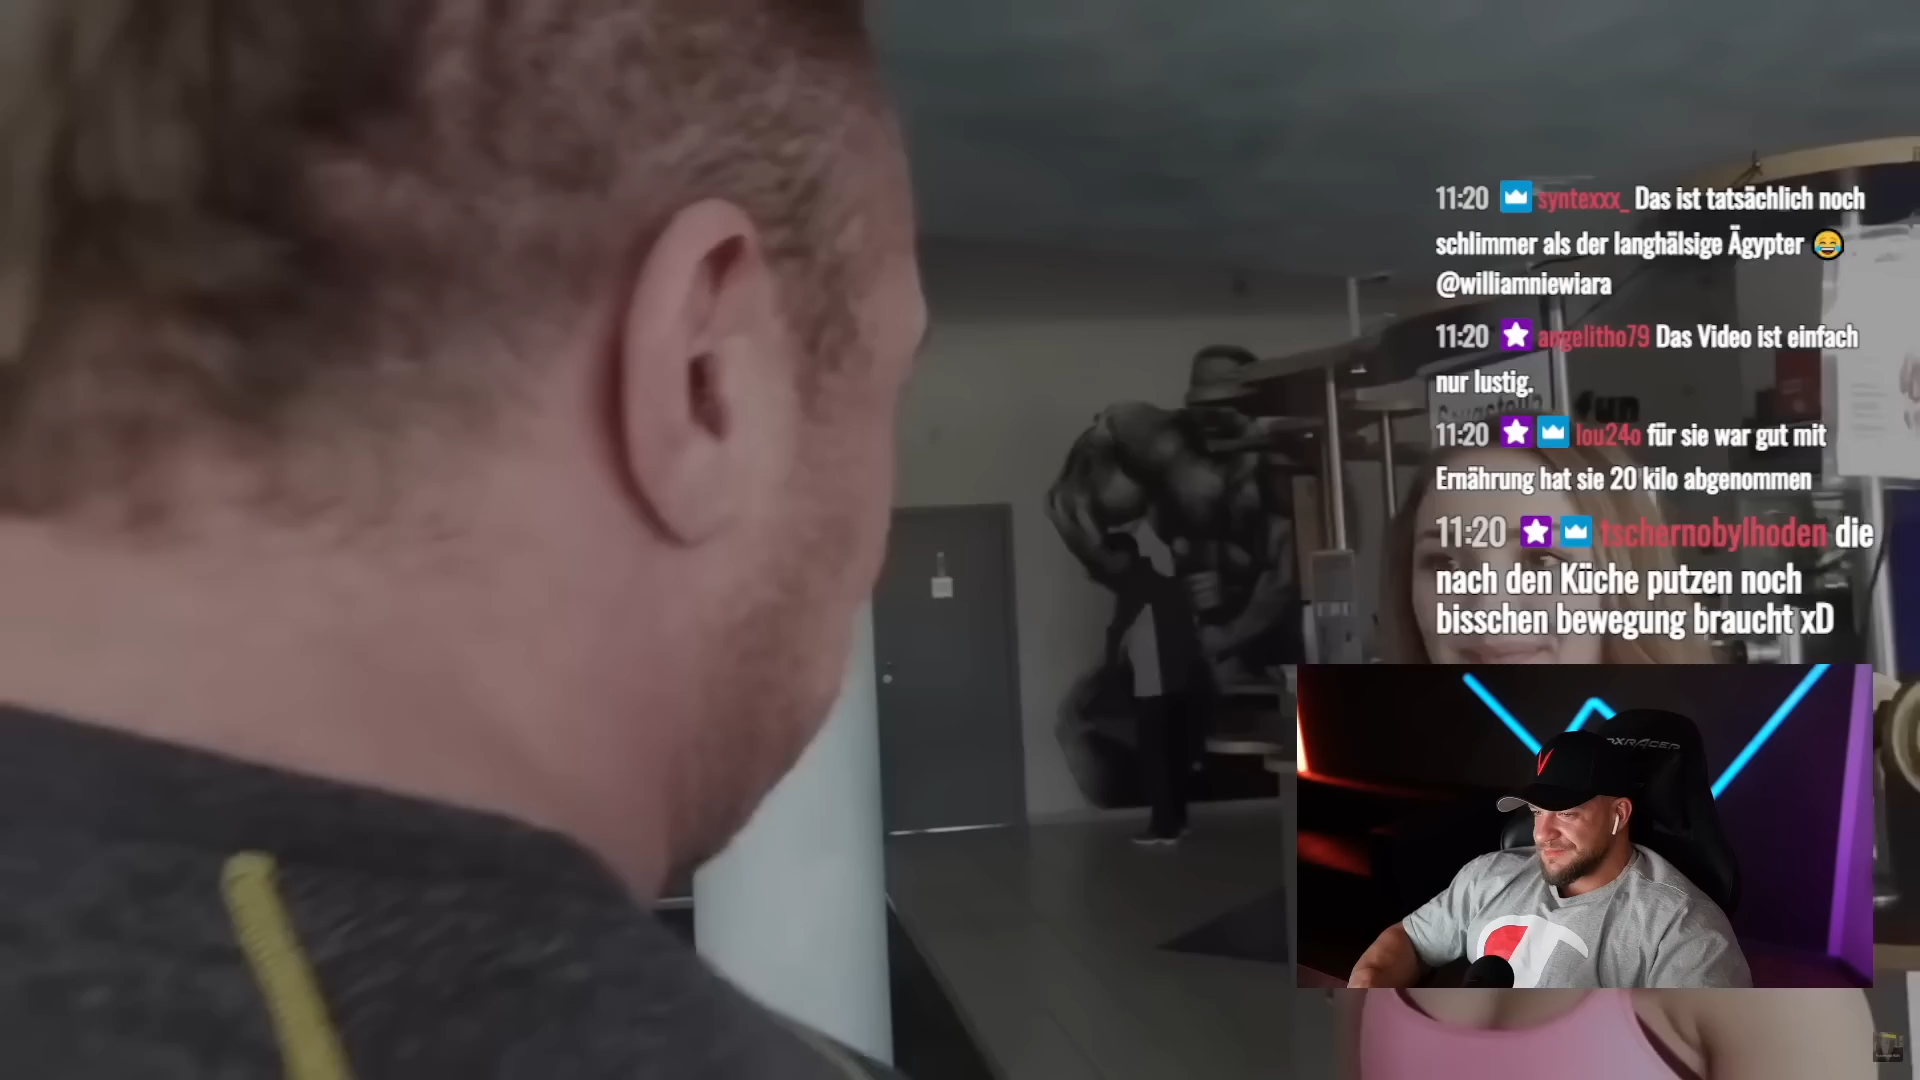 11:20 syntexxx_ Das ist tatsächlich noch
schlimmer als der langhälsige Ägypter 😂
@williamniewiara
11:20 angelitho79 Das Video ist einfach
nur lustig.
fun
11:20 lou24o für sie war gut mit
Ernährung hat sie 20 kilo abgenommen
11:20 tschernobylhoden die
nach den Küche putzen noch
bisschen bewegung braucht xD
DXRACER